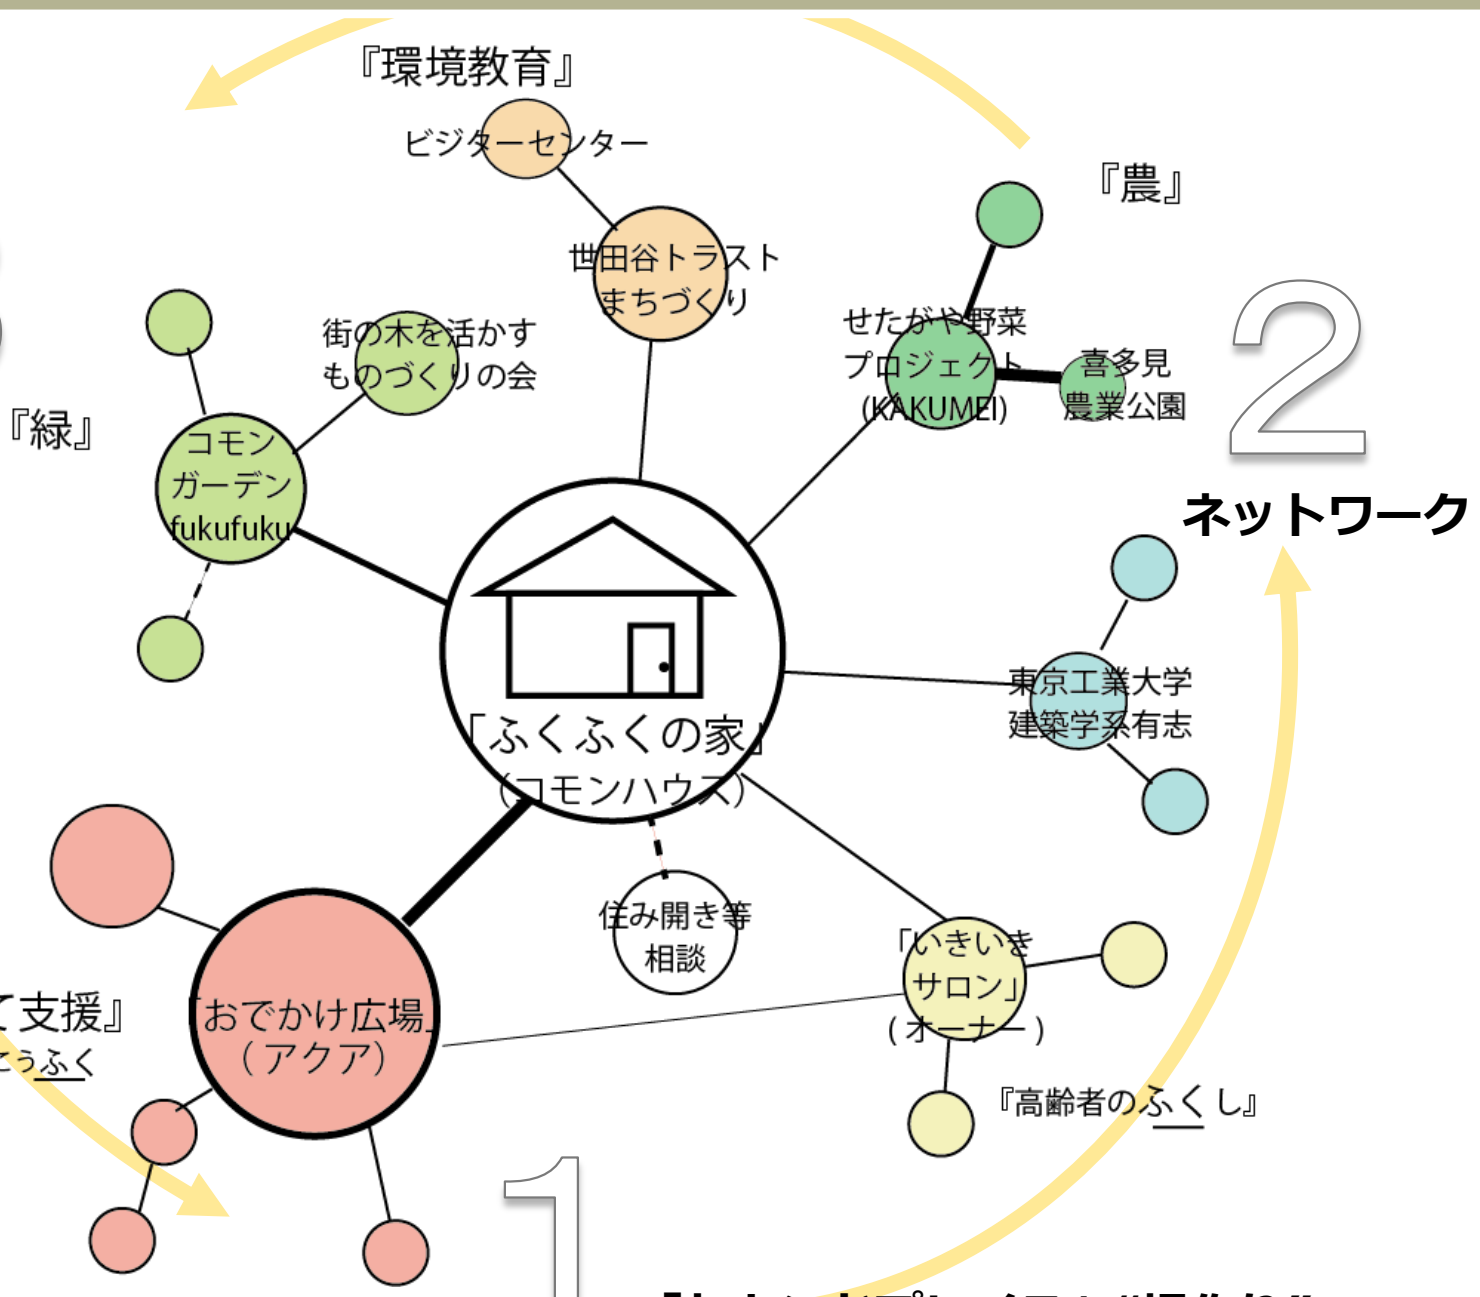 『環境教育』
ビジターセンター
『農』
世田谷トラスト
まちづくり
せたがや野菜
プロジェクト
(KAKUMEI)
喜多見
農業公園
2
ネットワーク
街の木を活かす
ものづくりの会
『緑』
コモン
ガーデン
fukufuku
東京工業大学
建築学系有志
「ふくふくの家」
（コモンハウス）
住み開き等
相談
「いきいき
サロン」
(オーナー)
て支援』
こうふく
「おでかけ広場」
（アクア）
『高齢者のふくし』
1